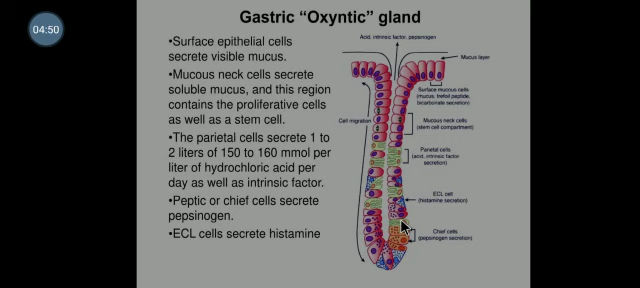 04:50
Gastric “Oxyntic” gland
•Surface epithelial cells
secrete visible mucus.
•Mucous neck cells secrete
soluble mucus, and this region
contains the proliferative cells
as well as a stem cell.
•The parietal cells secrete 1 to
2 liters of 150 to 160 mmol per
liter of hydrochloric acid per
day as well as intrinsic factor.
•Peptic or chief cells secrete
pepsinogen.
•ECL cells secrete histamine
Acid, intrinsic factor, pepsinogen
Mucus layer
Surface mucous cells
(mucus, trefoil peptide,
bicarbonate secretion)
Cell migration
Mucous neck cells
(stem cell compartment)
Parietal cells
(acid, intrinsic factor
secretion)
ECL cell
(histamine secretion)
Chief cells
(pepsinogen secretion)